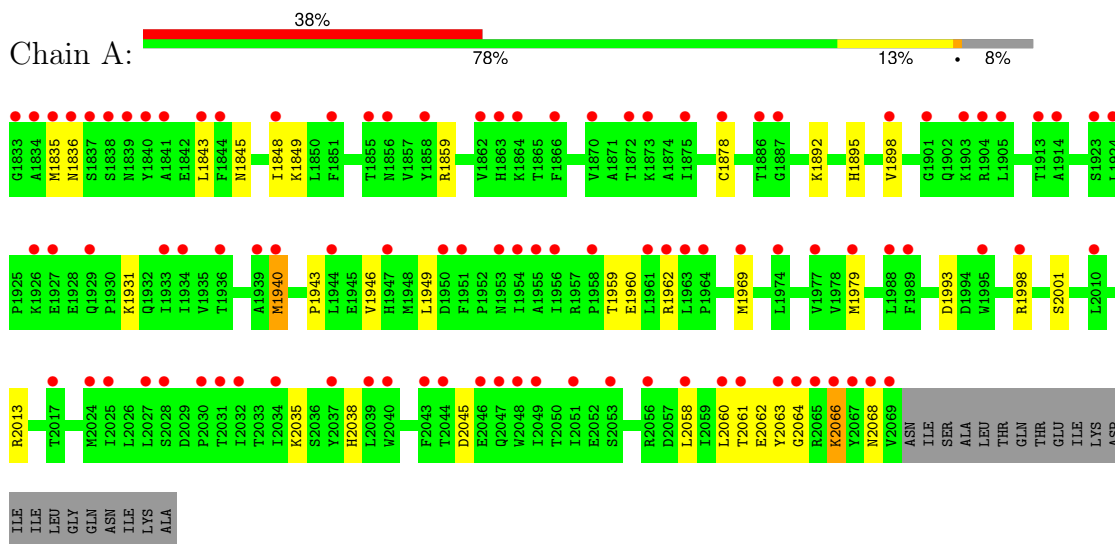 38%
Chain A:
78% 13% • 8%
G1833 A1834 M1835 N1836 S1837 S1838 N1839 Y1840 A1841 E1842 L1843 F1844 N1845 I1848 K1849 L1850 F1851 T1855 N1856 V1857 Y1858 R1859 V1862 H1863 K1864 T1865 F1866 V1870 A1871 T1872 K1873 A1874 I1875 C1878 T1886 G1887 K1892 H1895 V1898 G1901 Q1902 K1903 R1904 L1905 T1913 A1914 S1923 L1924
P1925 K1926 E1927 E1928 Q1929 P1930 K1931 Q1932 I1933 I1934 V1935 T1936 A1939 M1940 P1943 L1944 E1945 V1946 H1947 M1948 L1949 D1950 F1951 P1952 N1953 I1954 A1955 I1956 R1957 P1958 T1959 E1960 L1961 R1962 L1963 P1964 M1969 L1974 V1977 V1978 M1979 L1988 F1989 D1993 D1994 W1995 R1998 S2001 L2010
R2013 T2017 M2024 I2025 L2026 L2027 S2028 D2029 P2030 T2031 I2032 T2033 I2034 K2035 S2036 Y2037 H2038 L2039 W2040 F2043 T2044 D2045 E2046 Q2047 W2048 I2049 T2050 I2051 E2052 S2053 R2056 D2057 L2058 I2059 L2060 T2061 E2062 Y2063 G2064 R2065 K2066 Y2067 N2068 V2069 ASN ILE SER ALA LEU THR GLN THR GLU ILE LYS ASP
ILE ILE LEU GLY GLN ASN ILE LYS ALA